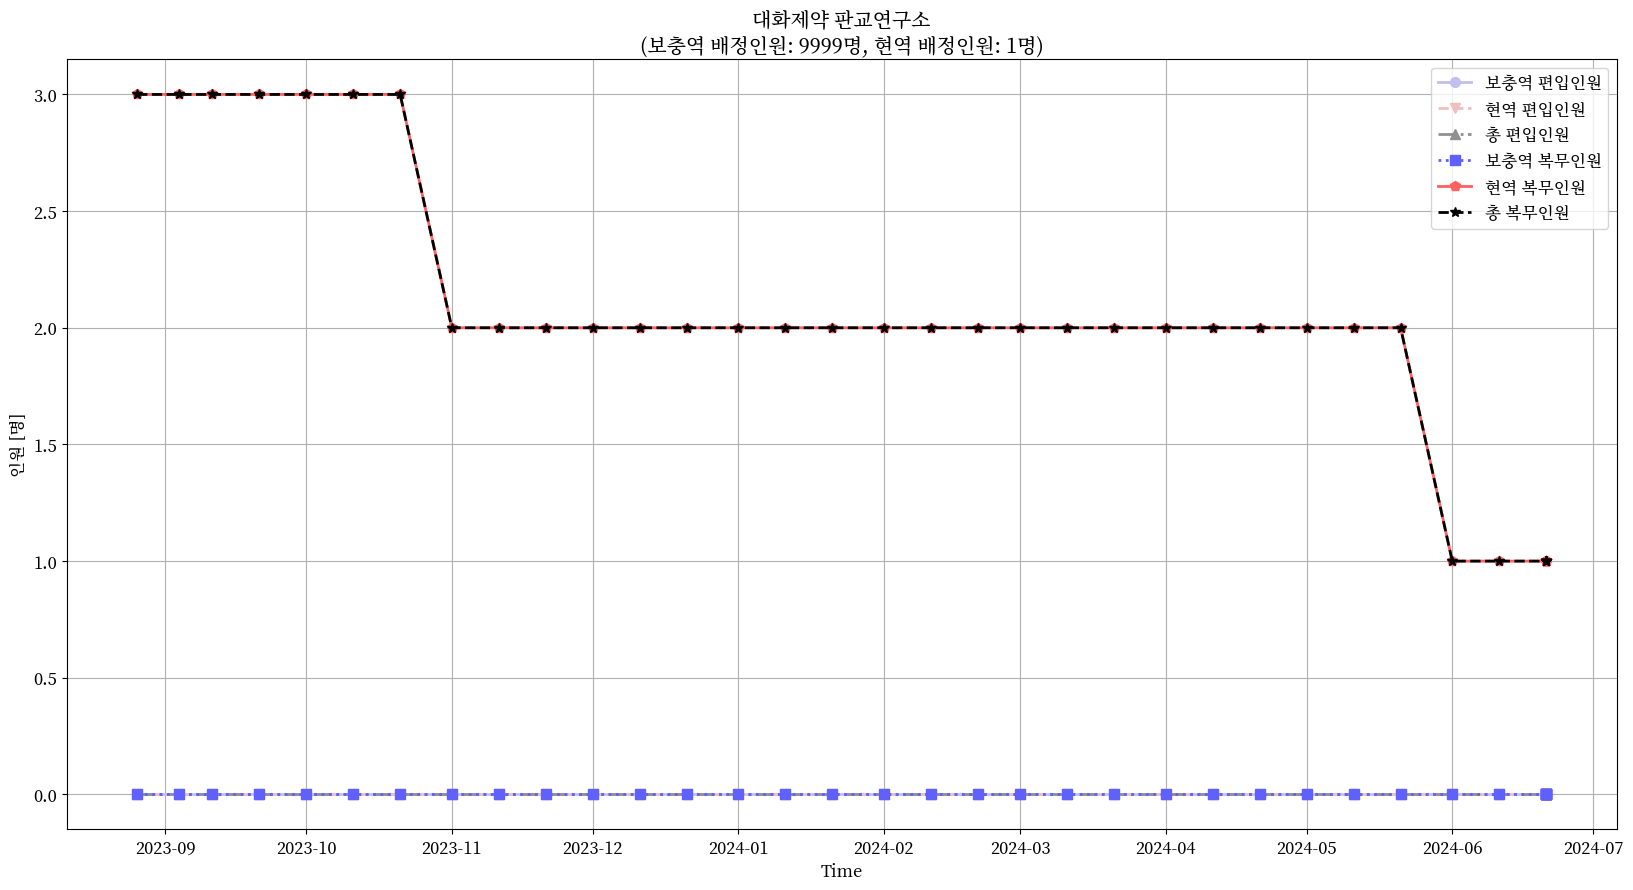 대화제약 판교연구소
(보충역 배정인원: 9999명, 현역 배정인원: 1명)
보충역 편입인원
현역 편입인원
총 편입인원
보충역 복무인원
현역 복무인원
총 복무인원
인원 [명]
3.0
2.5
2.0
1.5
1.0
0.5
0.0
2023-09
2023-10
2023-11
2023-12
2024-01
2024-02
2024-03
2024-04
2024-05
2024-06
2024-07
Time